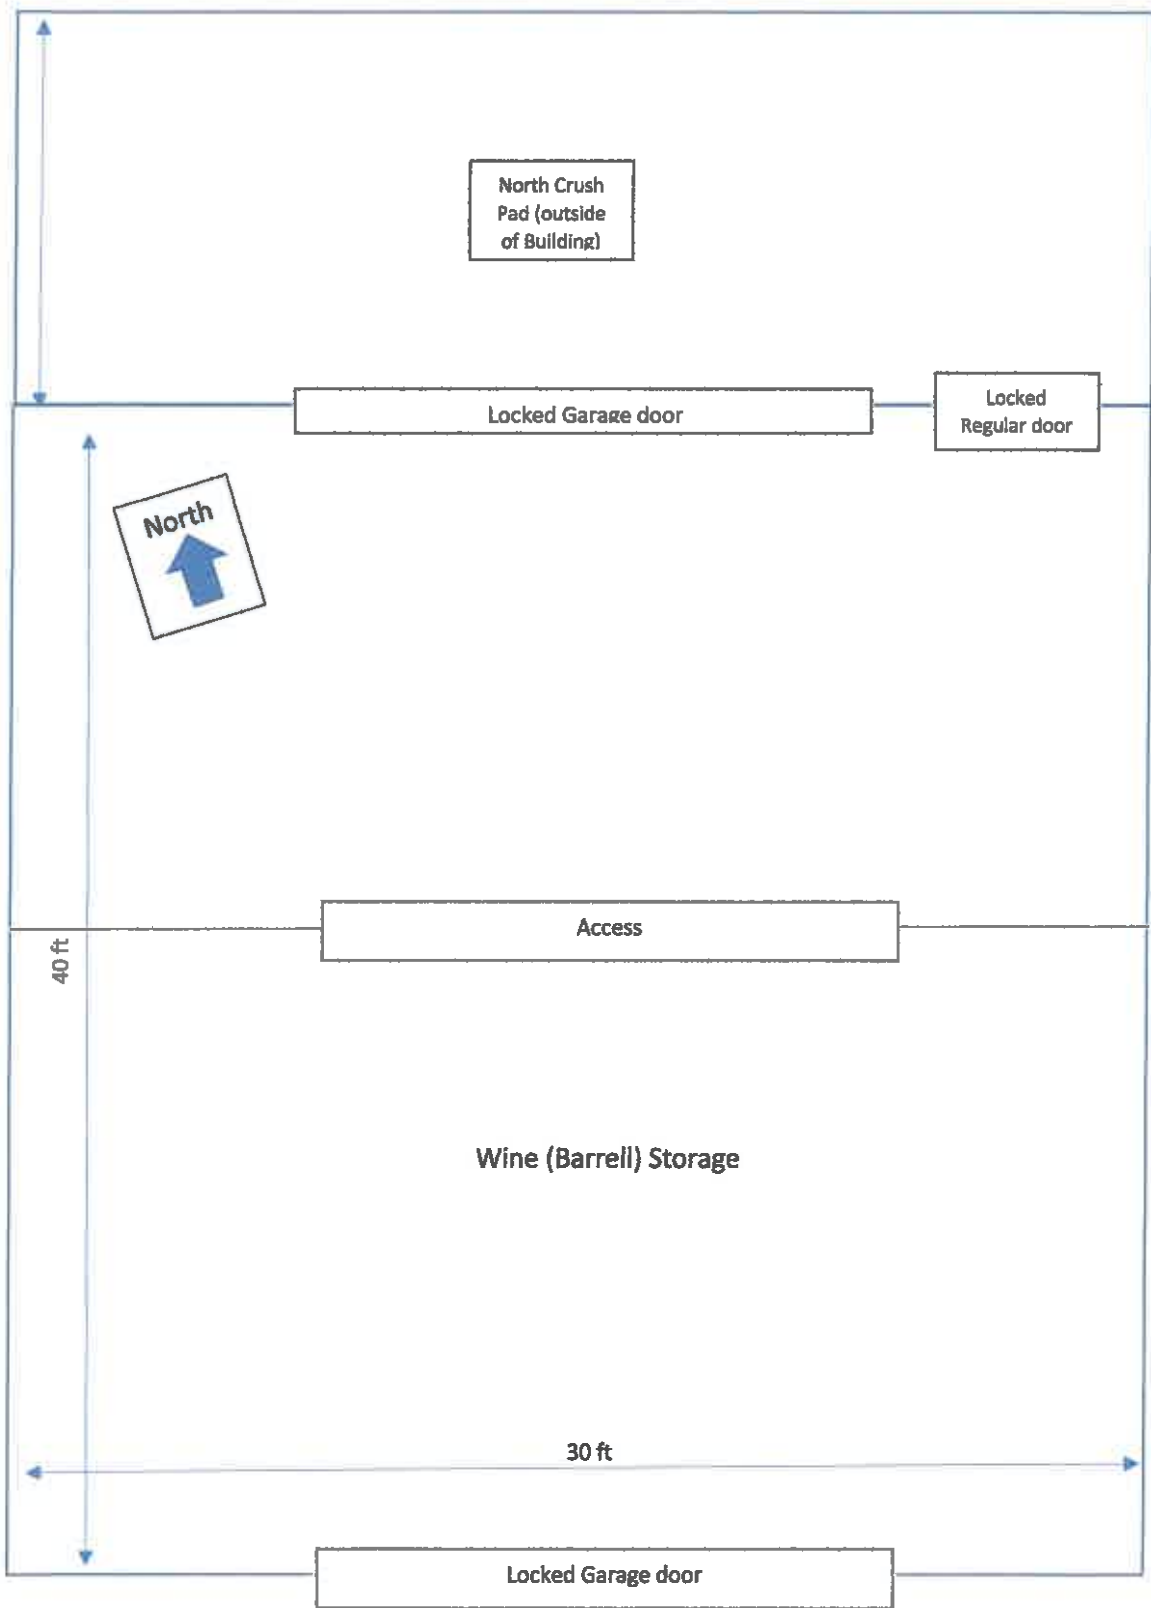 North Crush
Pad (outside
of Building)
Locked Garage door
Locked
Regular door
North
Access
40 ft
Wine (Barrell) Storage
30 ft
Locked Garage door